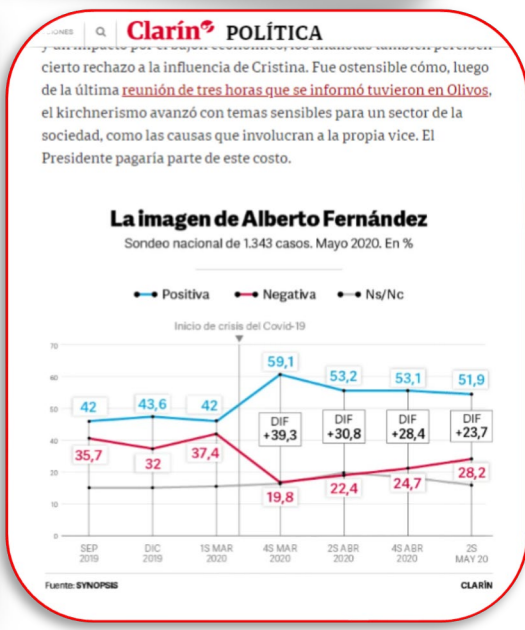 Clarín POLÍTICA
cierto rechazo a la influencia de Cristina. Fue ostensible cómo, luego
de la última reunión de tres horas que se informó tuvieron en Olivos,
el kirchnerismo avanzó con temas sensibles para un sector de la
sociedad, como las causas que involucran a la propia vice. El
Presidente pagaría parte de este costo.
La imagen de Alberto Fernández
Sondeo nacional de 1.343 casos. Mayo 2020. En %
Positiva Negativa Ns/Nc
Inicio de crisis del Covid-19
70
60
50
40
30
20
10
0
42 43,6 42 59,1 53,2 53,1 51,9
DIF +39,3
DIF +30,8
DIF +28,4
DIF +23,7
35,7 32 37,4 19,8 22,4 24,7 28,2
SEP 2019
DIC 2019
1S MAR 2020
4S MAR 2020
2S ABR 2020
4S ABR 2020
2S MAY 20
Fuente: SYNOPSIS CLARÍN